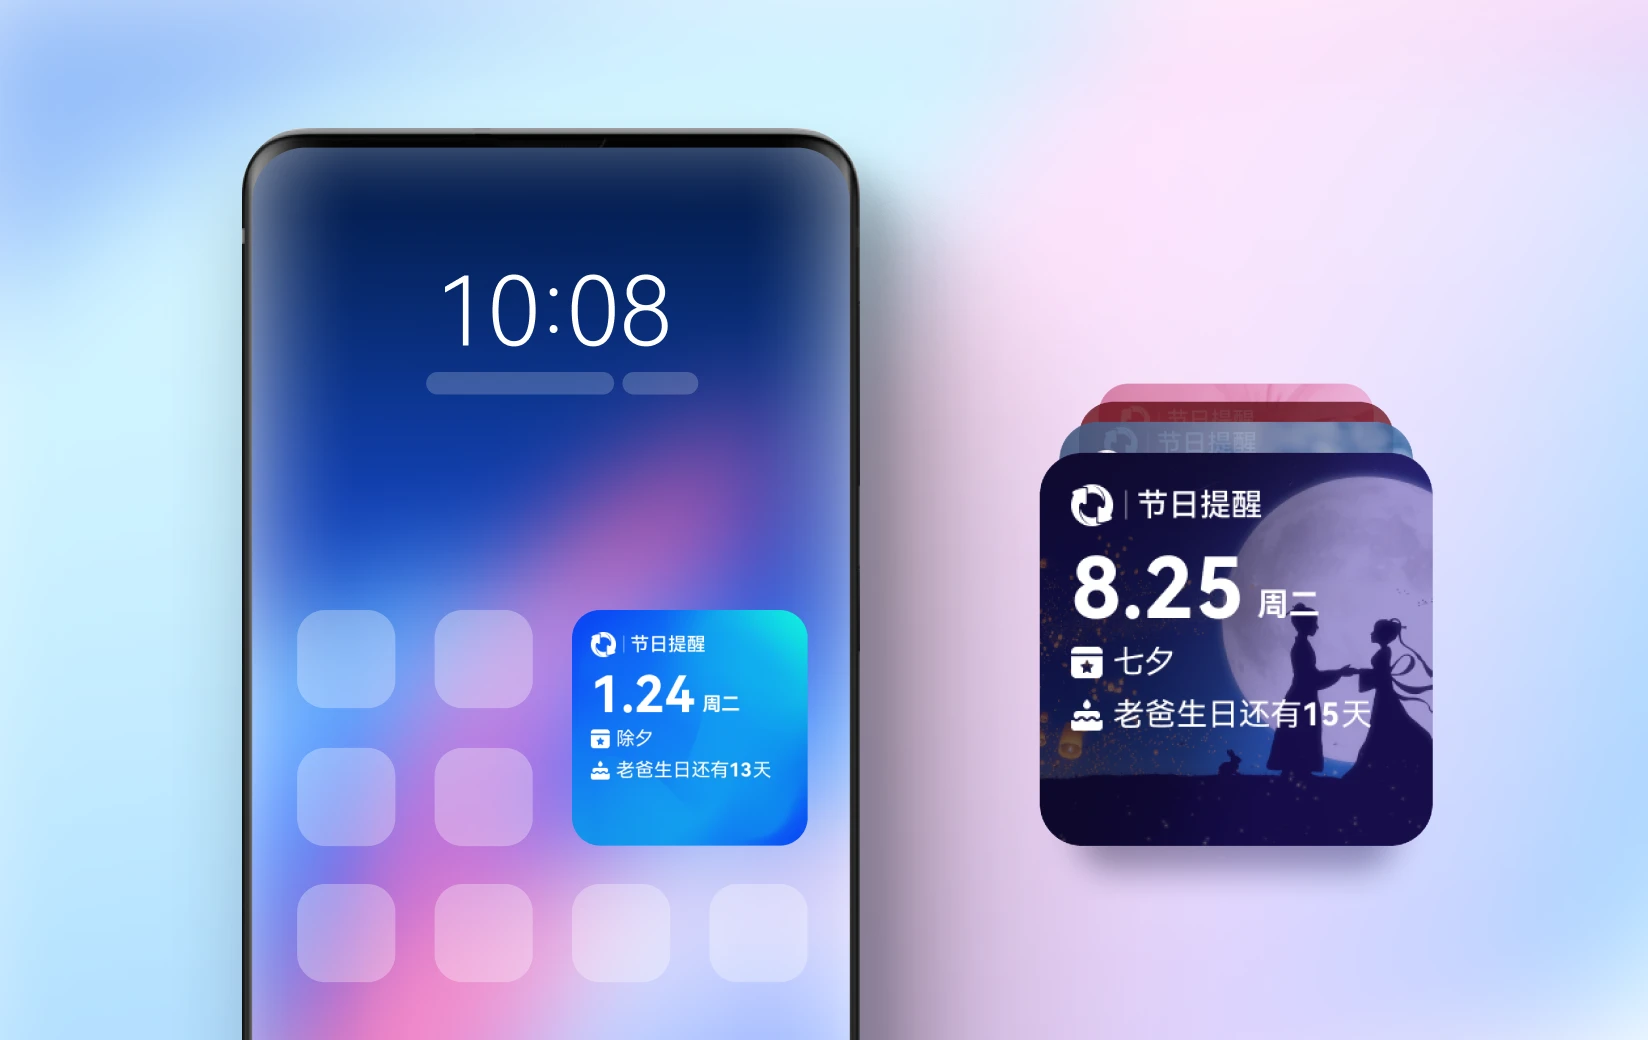 10:08
节日提醒
1.24 周二
除夕
老爸生日还有13天
节日提醒
节日提醒
节日提醒
8.25 周二
七夕
老爸生日还有15天